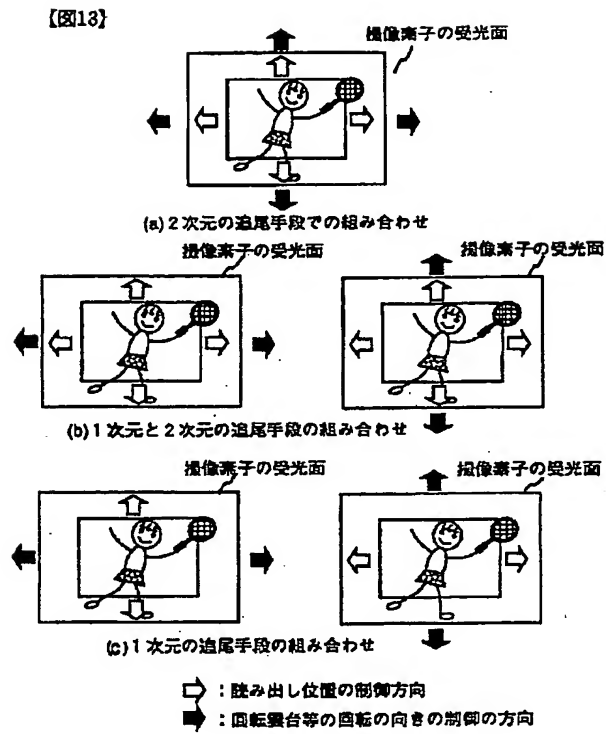 【図13】
撮像素子の受光面
(a)2次元の追尾手段での組み合わせ
撮像素子の受光面
撮像素子の受光面
(b)1次元と2次元の追尾手段の組み合わせ
撮像素子の受光面
撮像素子の受光面
(c)1次元の追尾手段の組み合わせ
：読み出し位置の制御方向
：回転雲台等の回転の向きの制御の方向